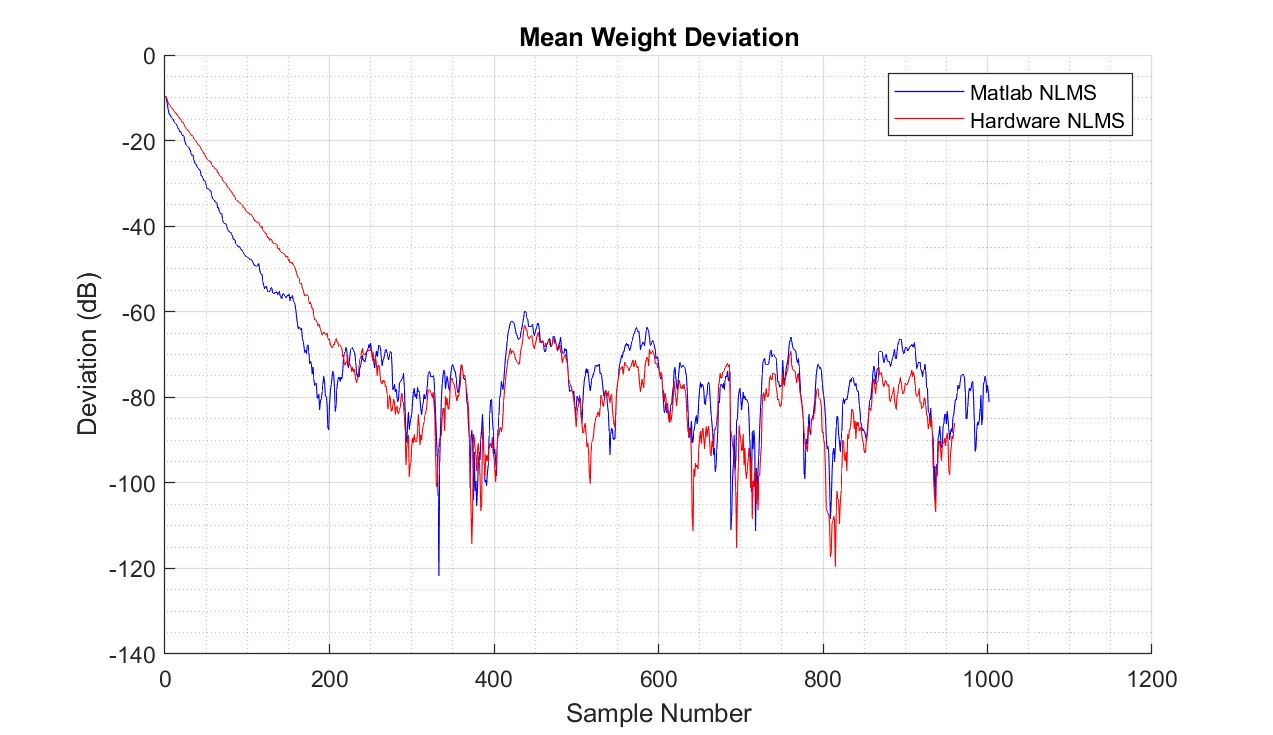 Mean Weight Deviation
Matlab NLMS
Hardware NLMS
Deviation (dB)
0
-20
-40
-60
-80
-100
-120
-140
0 200 400 600 800 1000 1200
Sample Number